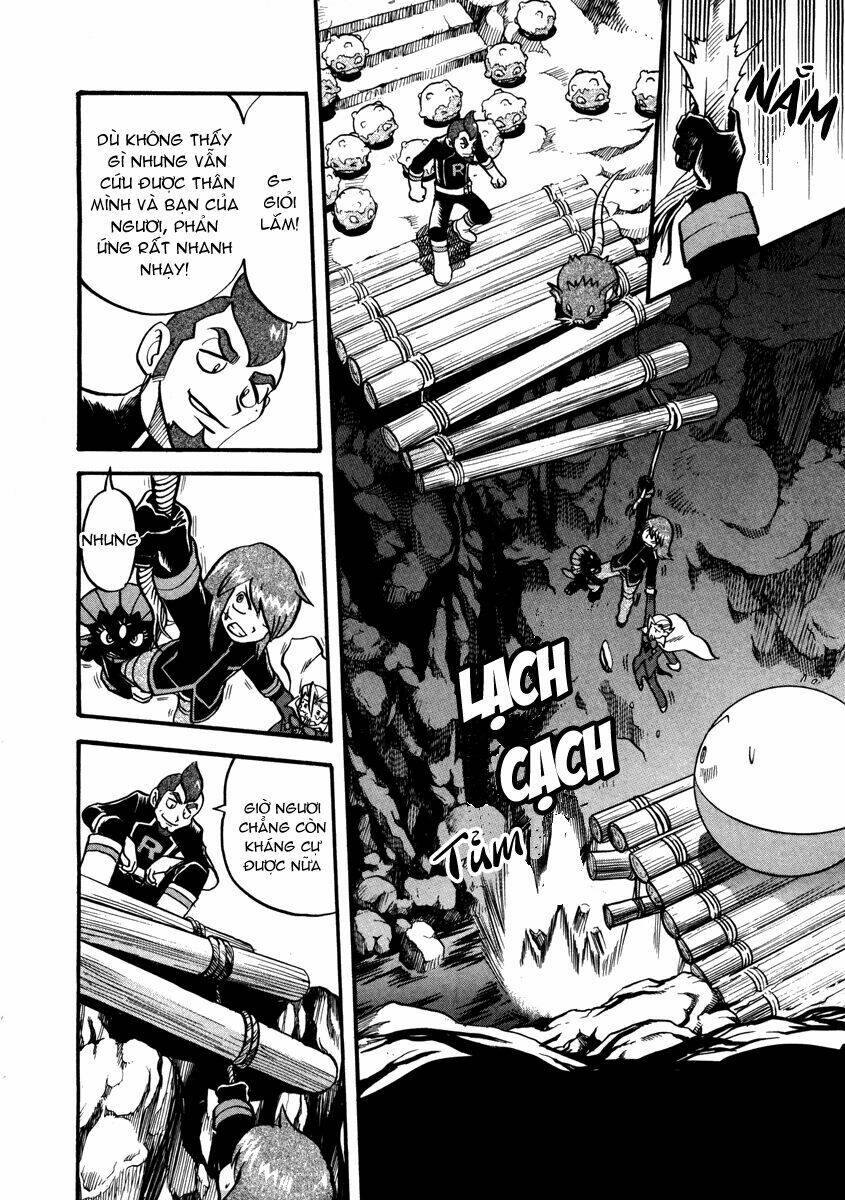 NẮM
G-
GIỎI
LẮM!
DÙ KHÔNG THẤY
GÌ NHƯNG VẪN
CỨU ĐƯỢC THÂN
MÌNH VÀ BẠN CỦA
NGƯƠI, PHẢN
ỨNG RẤT NHANH
NHẠY!
R
LẠCH
CẠCH
TỦM
NHƯNG
GIỜ NGƯƠI
CHẲNG CÒN
KHÁNG CỰ
ĐƯỢC NỮA
R